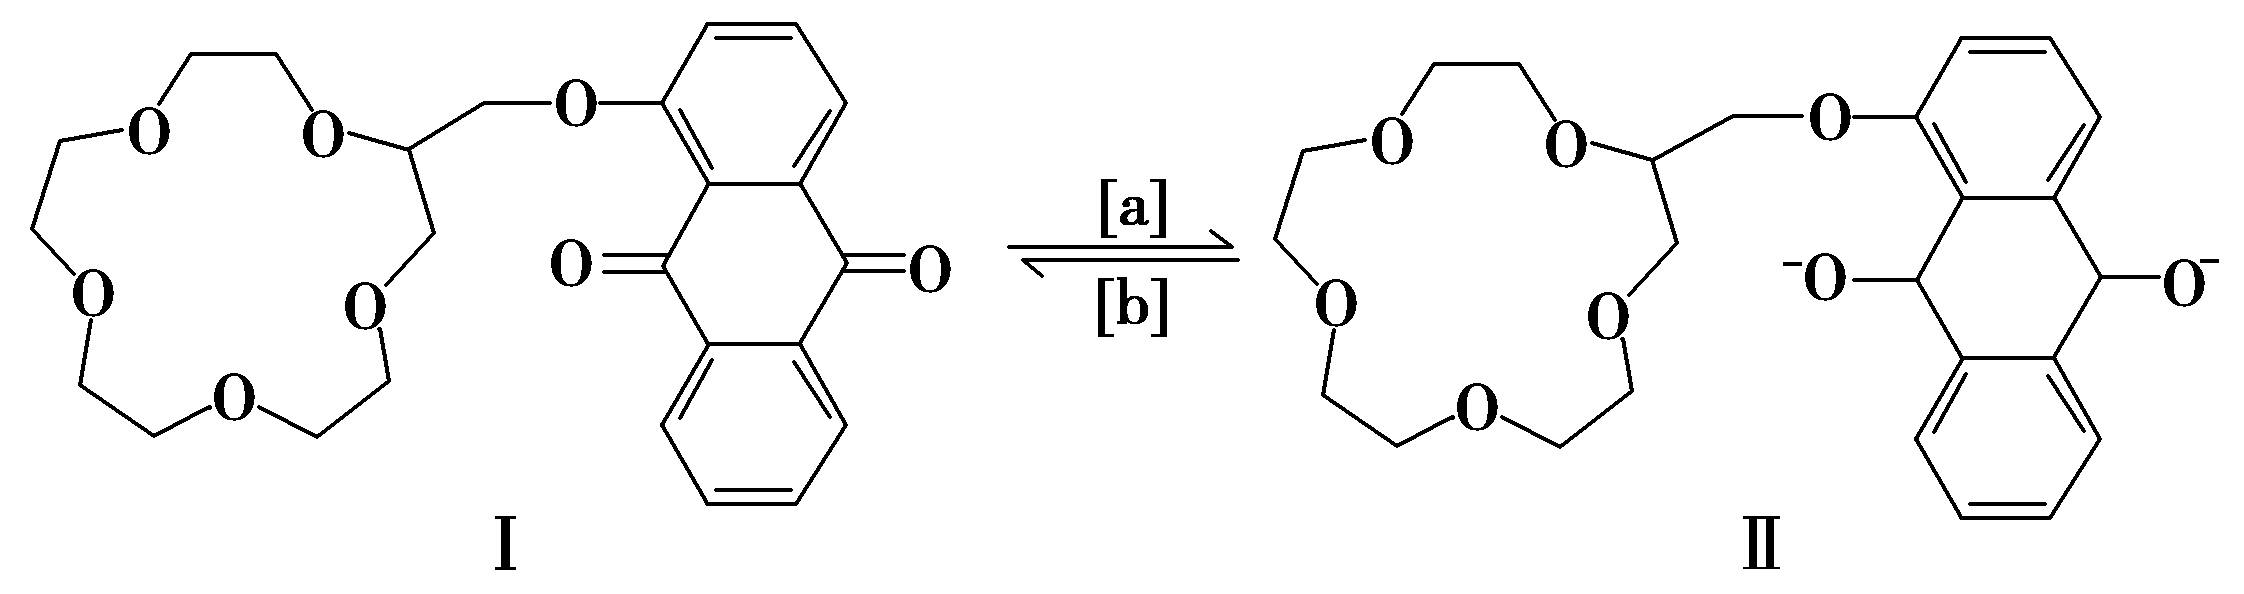 O O O O O O O O
I
[a]
[b]
O O O O O O ⁻O O⁻
II